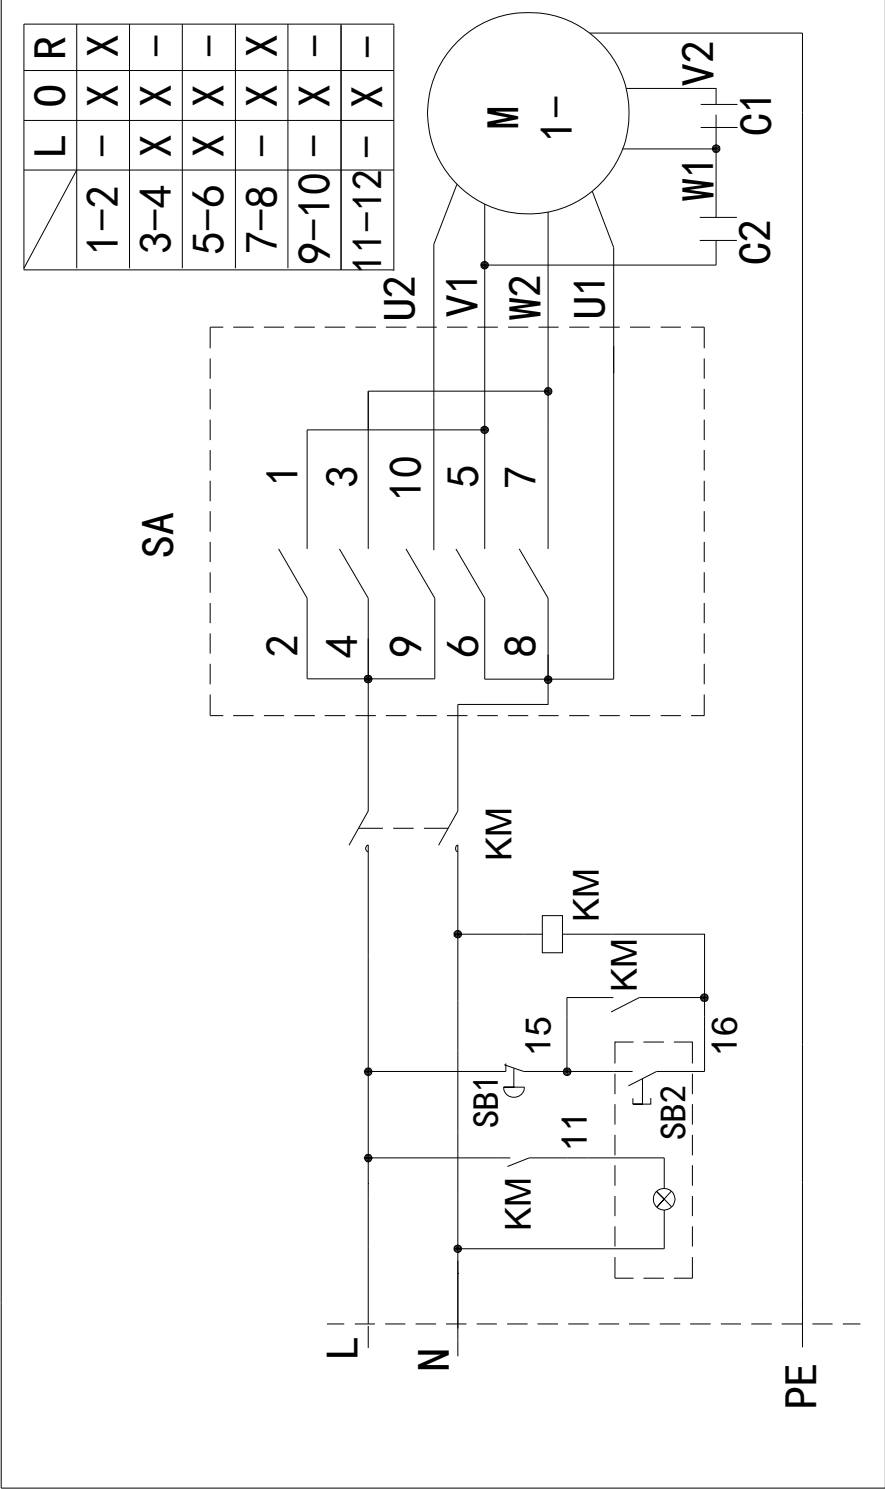 L O R
1-2 - X X
3-4 X X -
5-6 X X -
7-8 - X X
9-10 - X -
11-12 - X -
SA
2 1
L 4 3
9 10 U2
N
6 5 V1
SB1 KM
M
1~
KM 8 7 W2
15
11
KM
U1
KM
SB2
W1 V2
16
C2 C1
PE